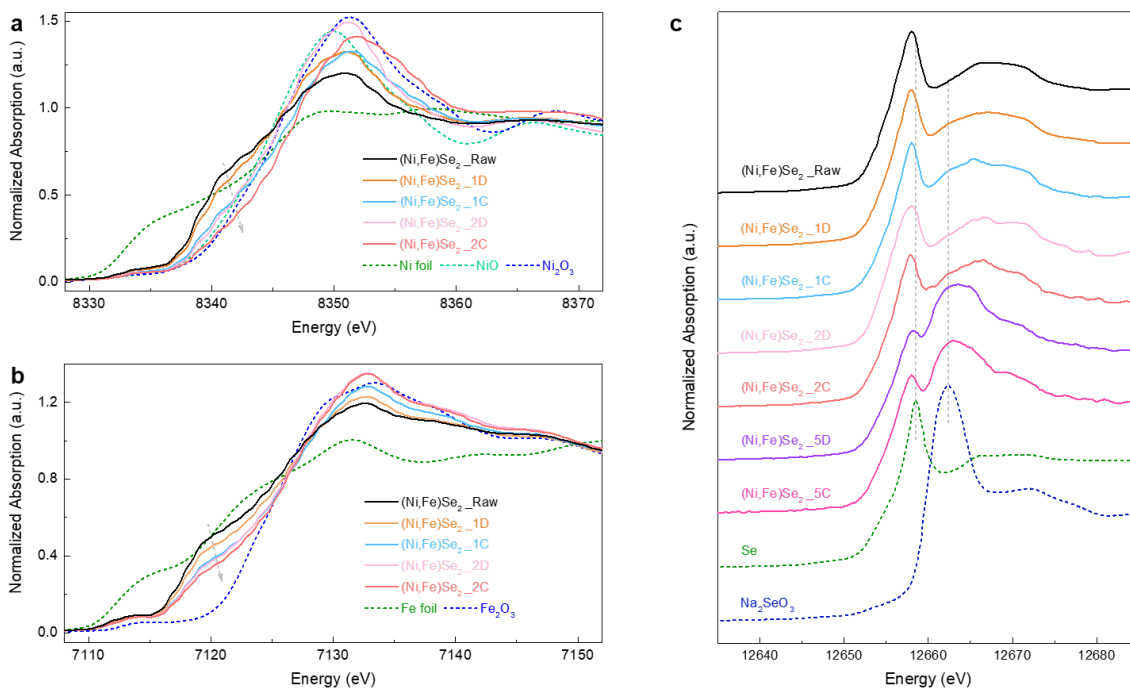 a
Normalized Absorption (a.u.)
1.5
1.0
0.5
0.0
(Ni,Fe)Se₂_Raw
(Ni,Fe)Se₂_1D
(Ni,Fe)Se₂_1C
(Ni,Fe)Se₂_2D
(Ni,Fe)Se₂_2C
Ni foil NiO Ni₂O₃
8330 8340 8350 8360 8370
Energy (eV)
b
Normalized Absorption (a.u.)
1.2
0.8
0.4
0.0
(Ni,Fe)Se₂_Raw
(Ni,Fe)Se₂_1D
(Ni,Fe)Se₂_1C
(Ni,Fe)Se₂_2D
(Ni,Fe)Se₂_2C
Fe foil Fe₂O₃
7110 7120 7130 7140 7150
Energy (eV)
c
Normalized Absorption (a.u.)
(Ni,Fe)Se₂_Raw
(Ni,Fe)Se₂_1D
(Ni,Fe)Se₂_1C
(Ni,Fe)Se₂_2D
(Ni,Fe)Se₂_2C
(Ni,Fe)Se₂_5D
(Ni,Fe)Se₂_5C
Se
Na₂SeO₃
12640 12650 12660 12670 12680
Energy (eV)